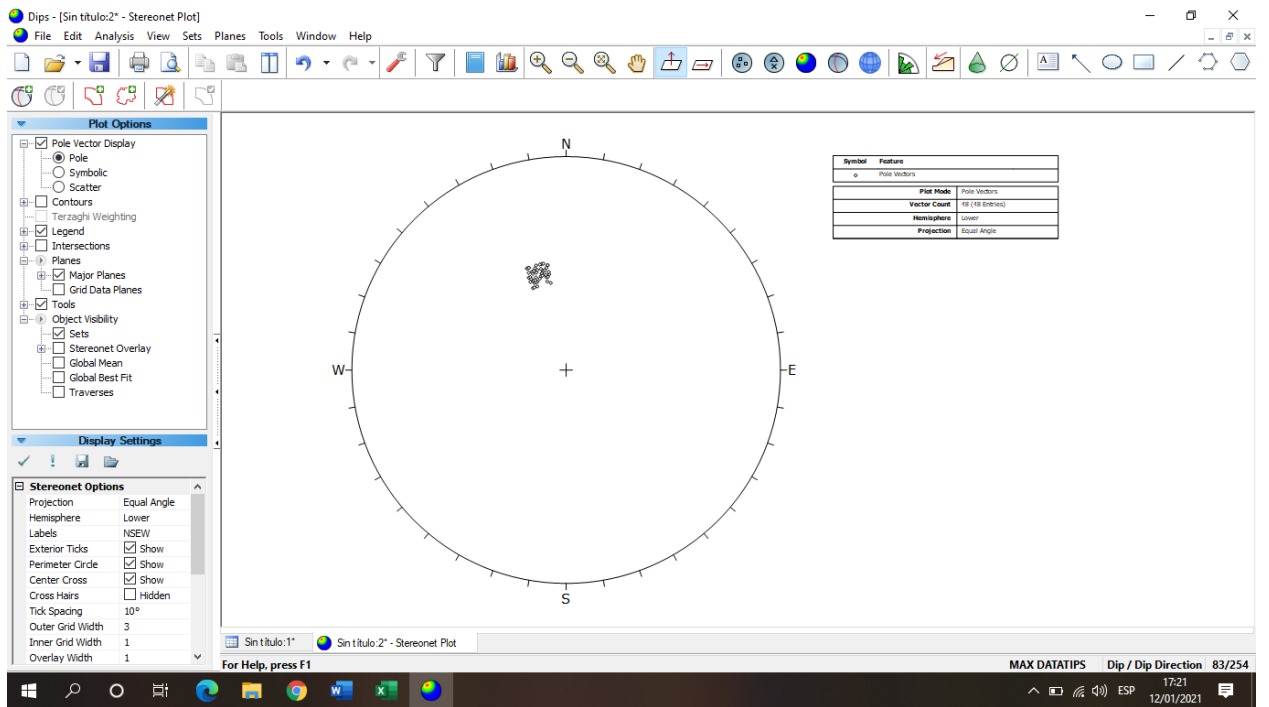 Dips - [Sin título:2* - Stereonet Plot]
File Edit Analysis View Sets Planes Tools Window Help
Plot Options
Pole Vector Display
Pole
Symbolic
Scatter
Contours
Terzaghi Weighting
Legend
Intersections
Planes
Major Planes
Grid Data Planes
Tools
Object Visibility
Sets
Stereonet Overlay
Global Mean
Global Best Fit
Traverses
Display Settings
Stereonet Options
Projection Equal Angle
Hemisphere Lower
Labels NSEW
Exterior Ticks Show
Perimeter Circle Show
Center Cross Show
Cross Hairs Hidden
Tick Spacing 10°
Outer Grid Width 3
Inner Grid Width 1
Overlay Width 1
N
W
E
S
Symbol Feature
Pole Vectors
Plot Mode Pole Vectors
Vector Count 48 (48 Entries)
Hemisphere Lower
Projection Equal Angle
Sin título:1*
Sin título:2* - Stereonet Plot
For Help, press F1
MAX DATATIPS Dip / Dip Direction 83/254
ESP
17:21
12/01/2021